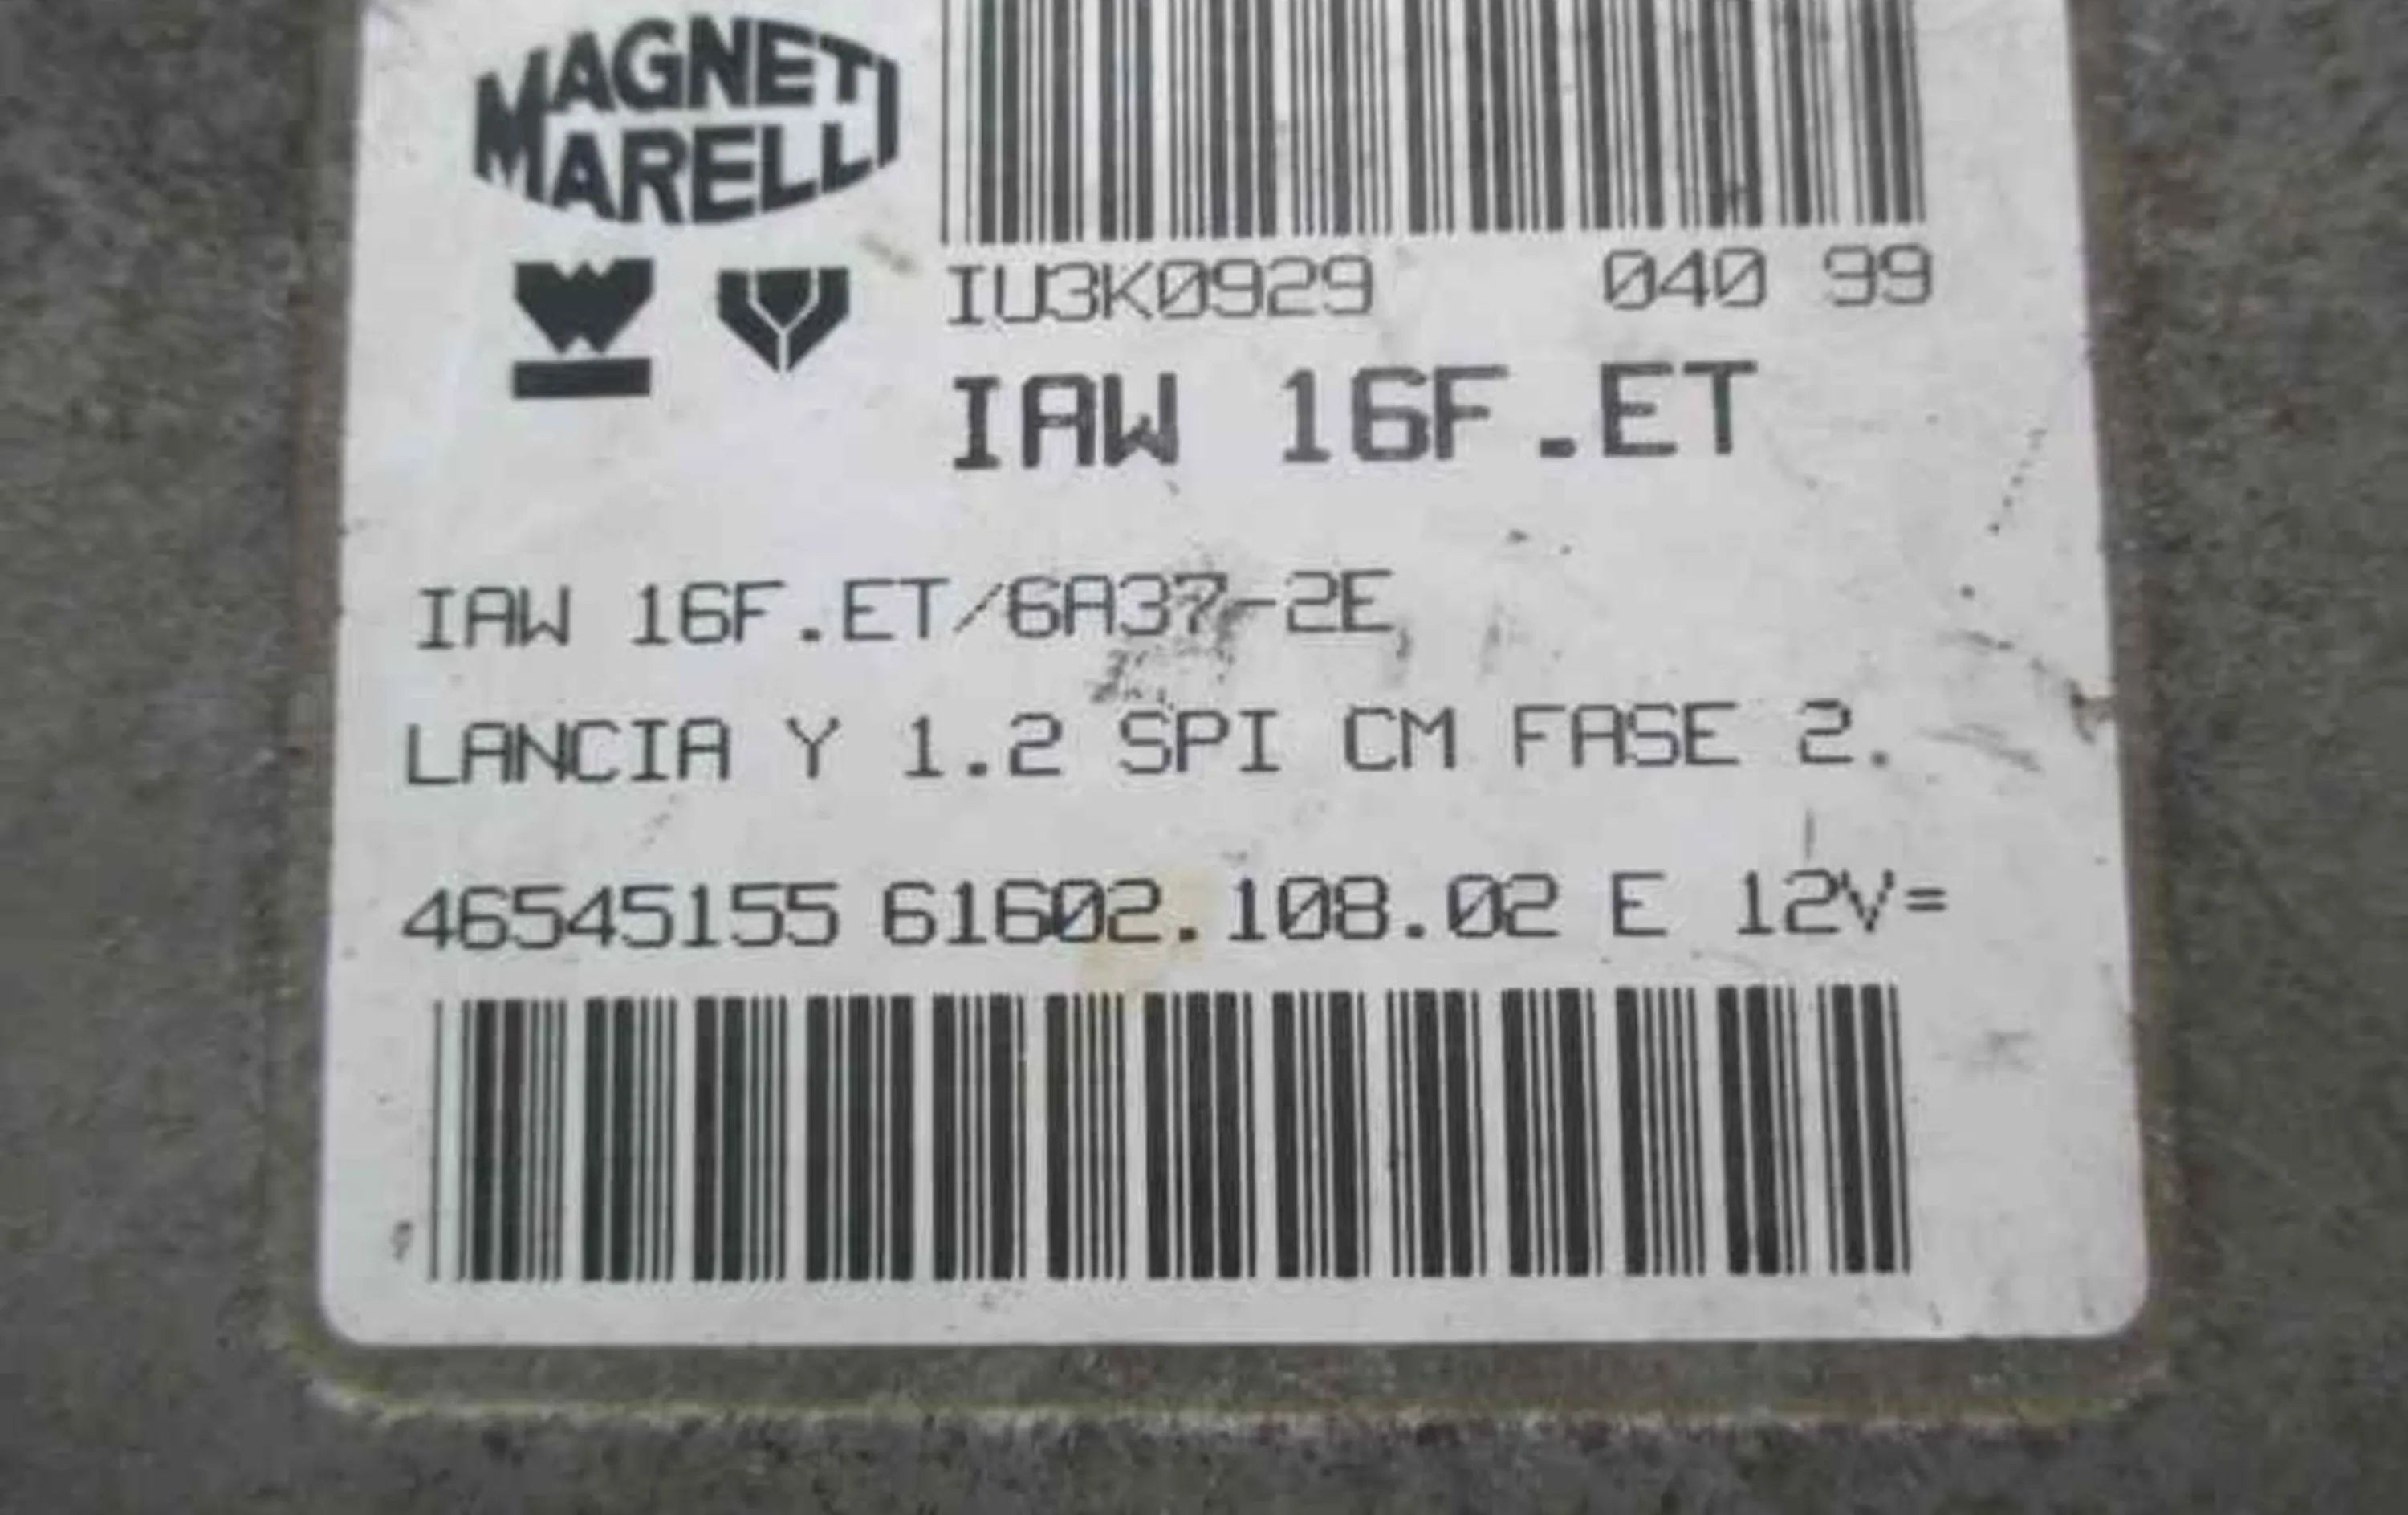 MAGNETI
MARELLI
IU3K0929 040 99
IAW 16F.ET
IAW 16F.ET/6A37-2E
LANCIA Y 1.2 SPI CM FASE 2.
46545155 61602.108.02 E 12V=